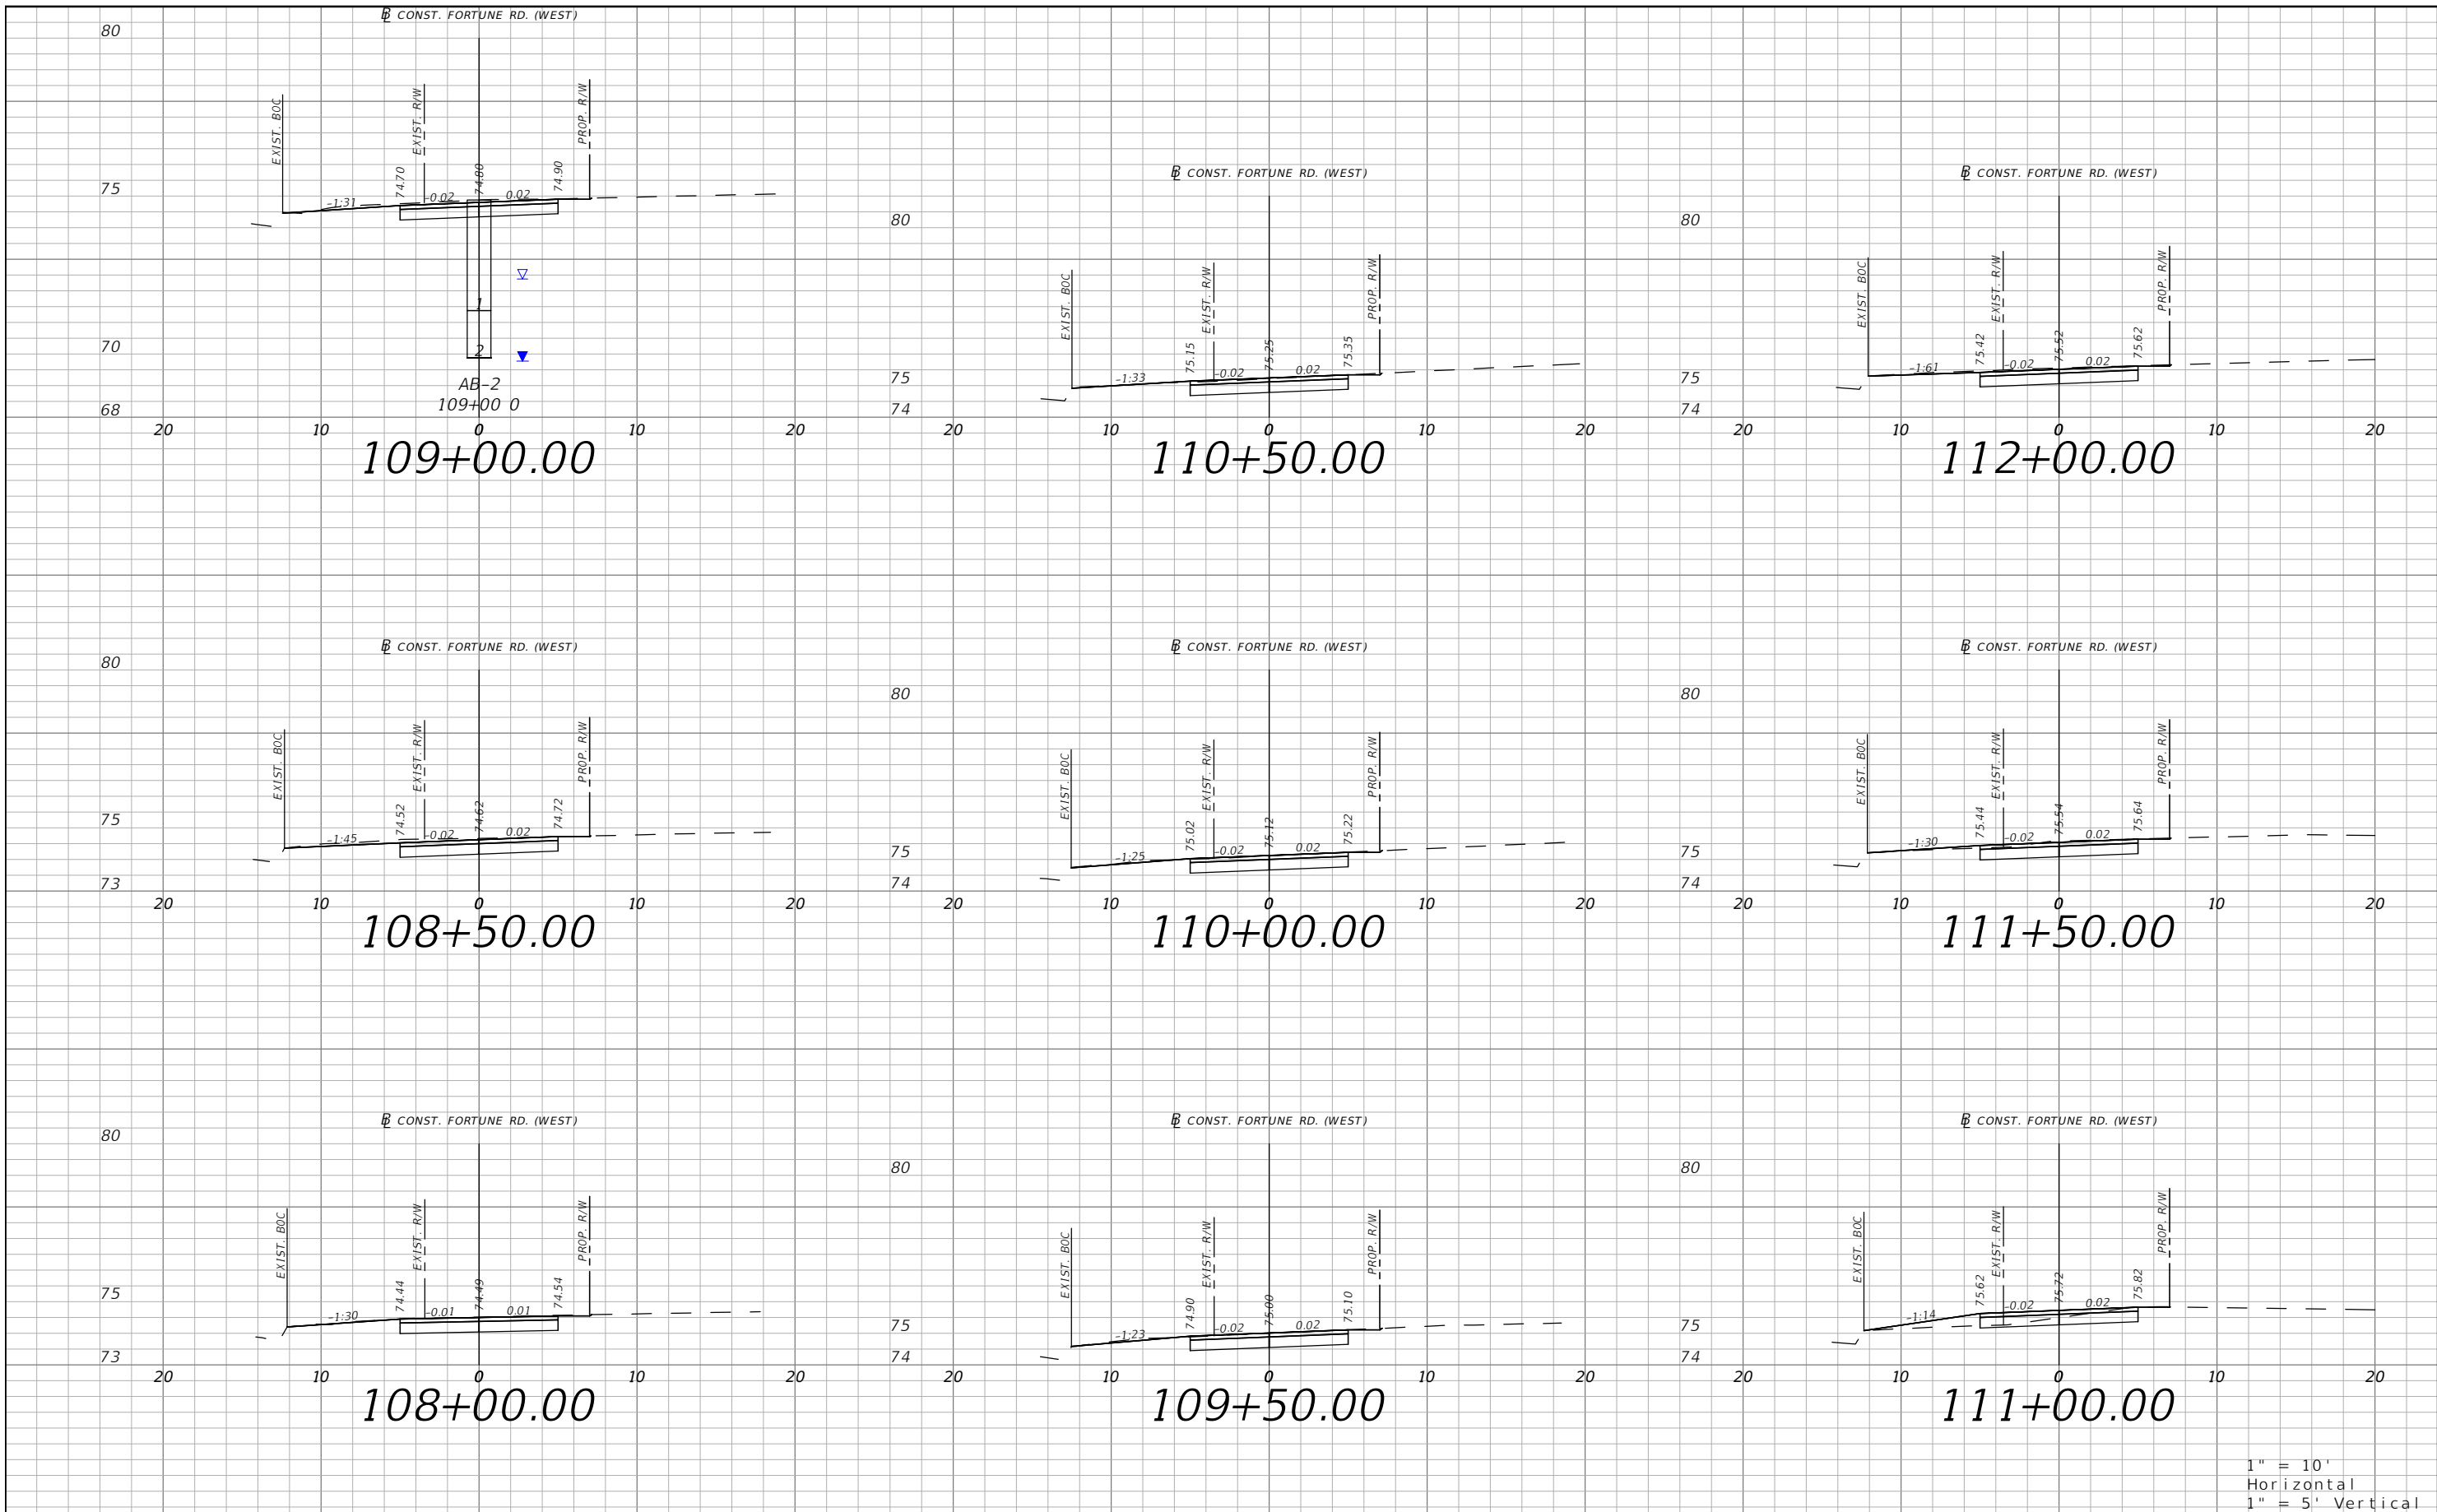 ℄ CONST. FORTUNE RD. (WEST)
80
EXIST. BOC
EXIST. R/W
PROP. R/W
75
-1:31
74.70
-0.02
74.80
0.02
74.90
1
70
2
AB-2
109+00 0
68
20 10 0 10 20
109+00.00
℄ CONST. FORTUNE RD. (WEST)
80
EXIST. BOC
EXIST. R/W
PROP. R/W
75
-1:33
75.15
-0.02
75.25
0.02
75.35
74
20 10 0 10 20
110+50.00
℄ CONST. FORTUNE RD. (WEST)
80
EXIST. BOC
EXIST. R/W
PROP. R/W
75
-1:61
75.42
-0.02
75.52
0.02
75.62
74
20 10 0 10 20
112+00.00
℄ CONST. FORTUNE RD. (WEST)
80
EXIST. BOC
EXIST. R/W
PROP. R/W
75
-1:45
74.52
-0.02
74.62
0.02
74.72
73
20 10 0 10 20
108+50.00
℄ CONST. FORTUNE RD. (WEST)
80
EXIST. BOC
EXIST. R/W
PROP. R/W
75
-1:25
75.02
-0.02
75.12
0.02
75.22
74
20 10 0 10 20
110+00.00
℄ CONST. FORTUNE RD. (WEST)
80
EXIST. BOC
EXIST. R/W
PROP. R/W
75
-1:30
75.44
-0.02
75.54
0.02
75.64
74
20 10 0 10 20
111+50.00
℄ CONST. FORTUNE RD. (WEST)
80
EXIST. BOC
EXIST. R/W
PROP. R/W
75
-1:30
74.44
-0.01
74.49
0.01
74.54
73
20 10 0 10 20
108+00.00
℄ CONST. FORTUNE RD. (WEST)
80
EXIST. BOC
EXIST. R/W
PROP. R/W
75
-1:23
74.90
-0.02
75.00
0.02
75.10
74
20 10 0 10 20
109+50.00
℄ CONST. FORTUNE RD. (WEST)
80
EXIST. BOC
EXIST. R/W
PROP. R/W
75
-1:14
75.62
-0.02
75.72
0.02
75.82
74
20 10 0 10 20
111+00.00
1" = 10'
Horizontal
1" = 5' Vertical